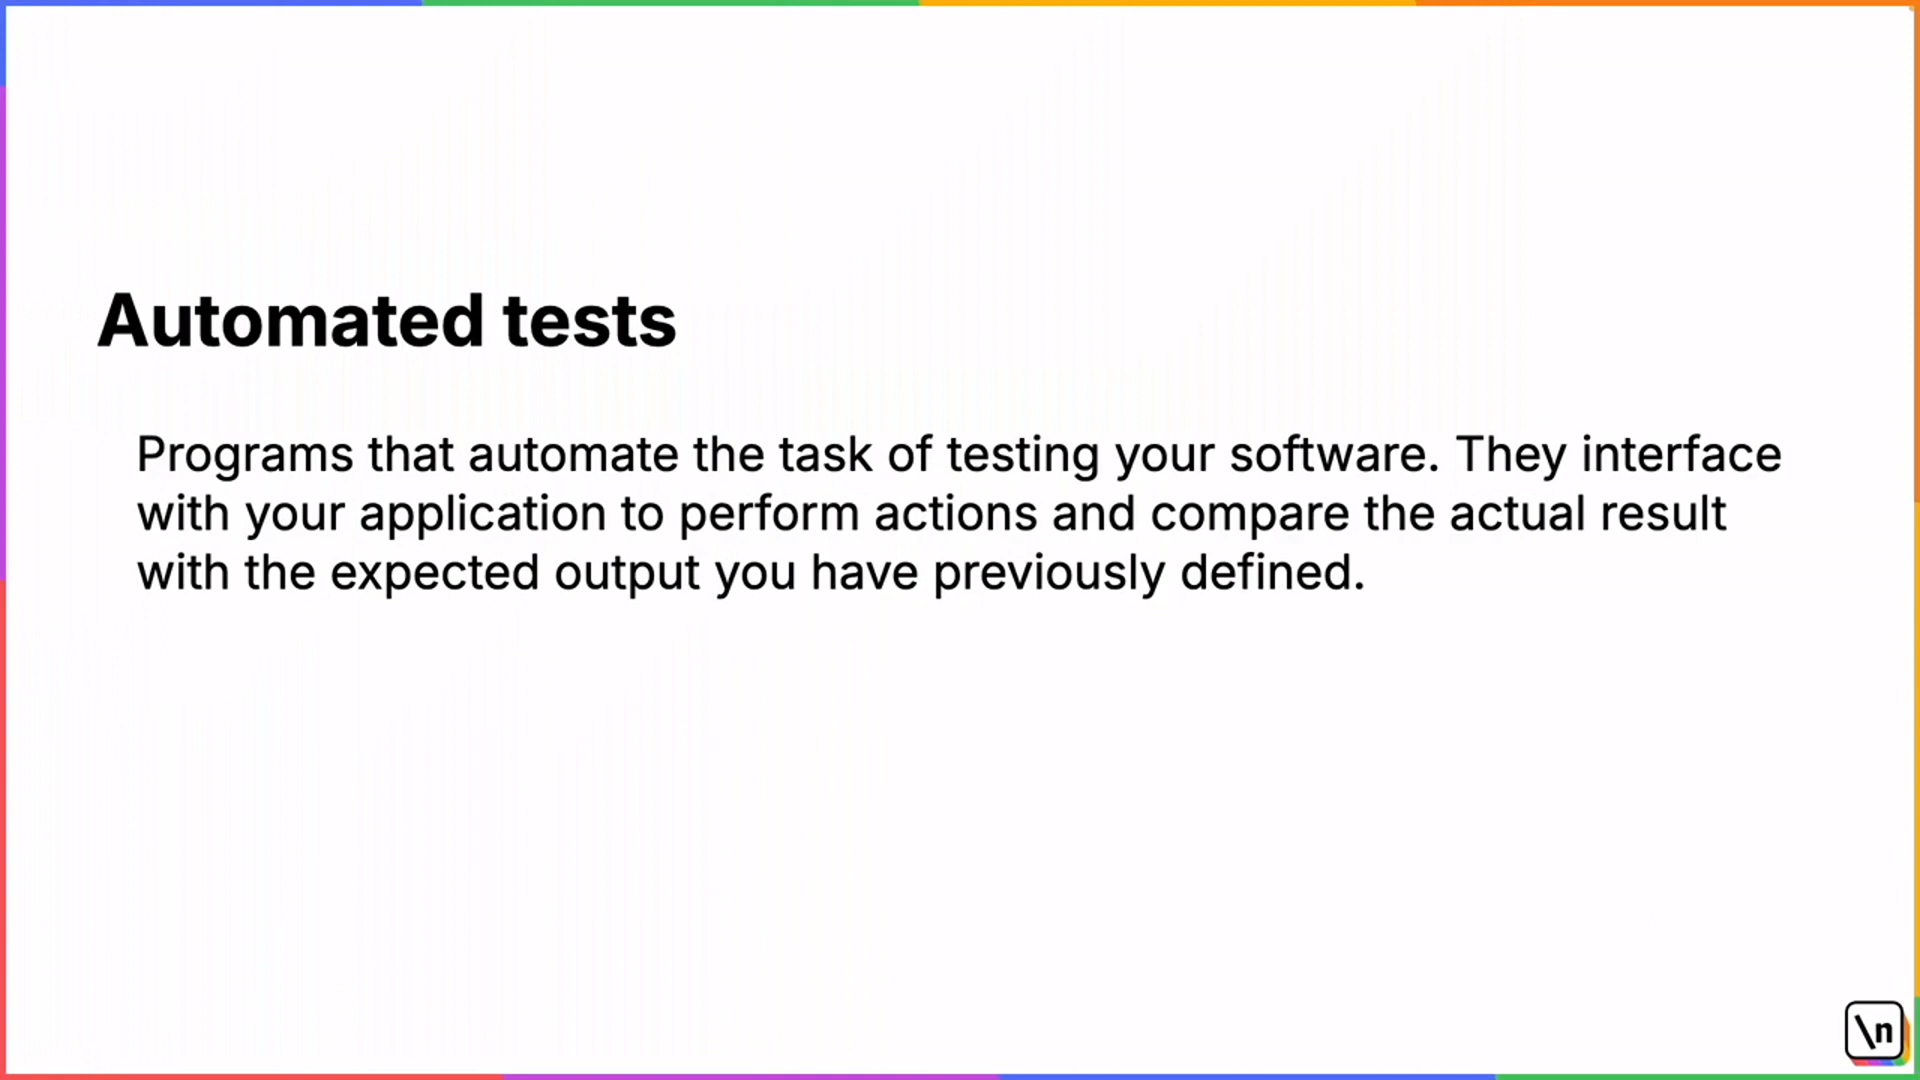 Automated tests
Programs that automate the task of testing your software. They interface
with your application to perform actions and compare the actual result
with the expected output you have previously defined.
\n